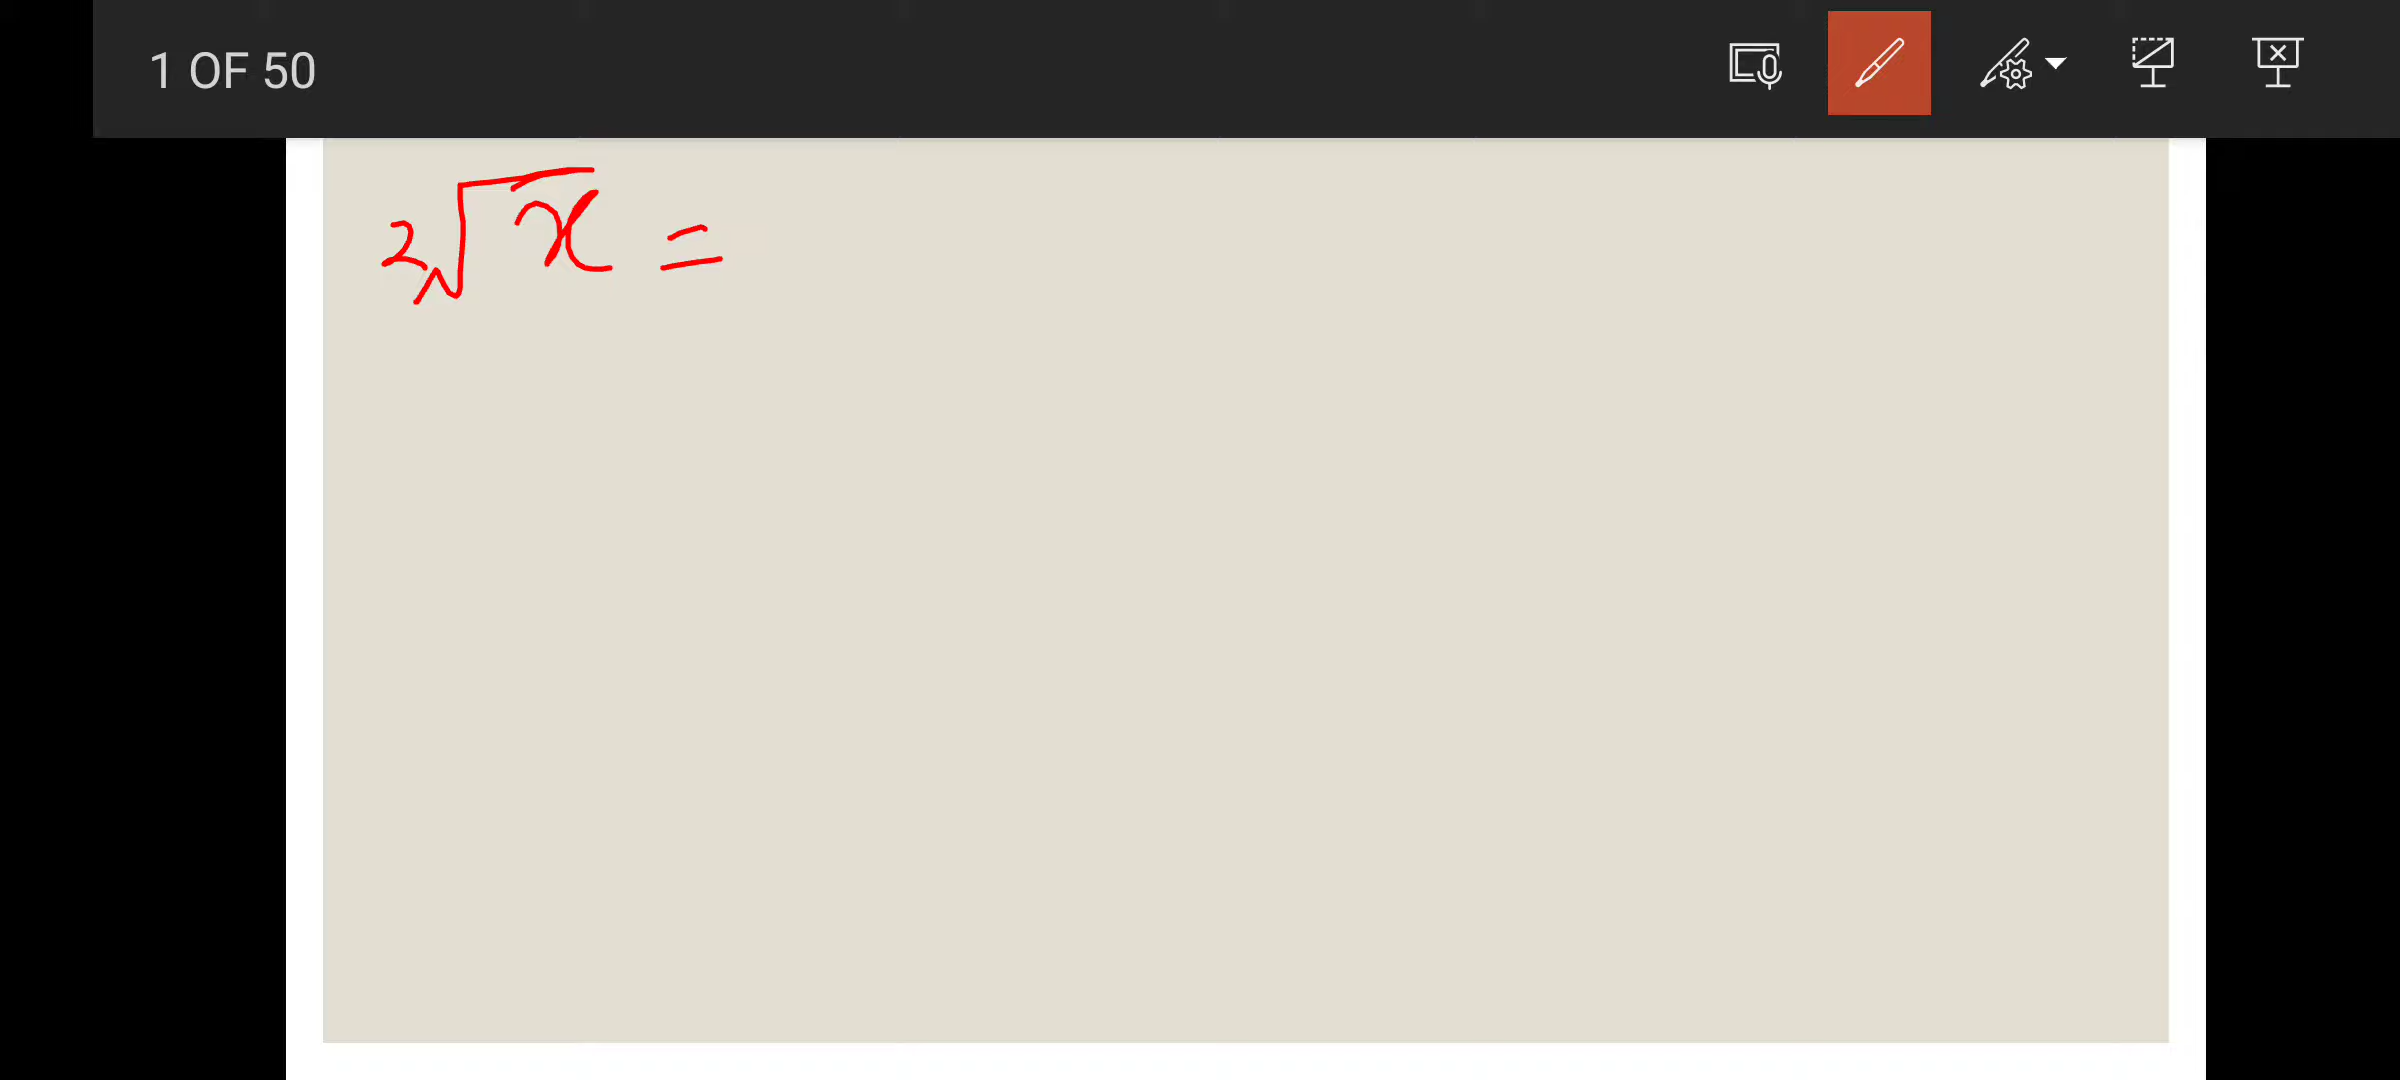 1 OF 50
²√x =